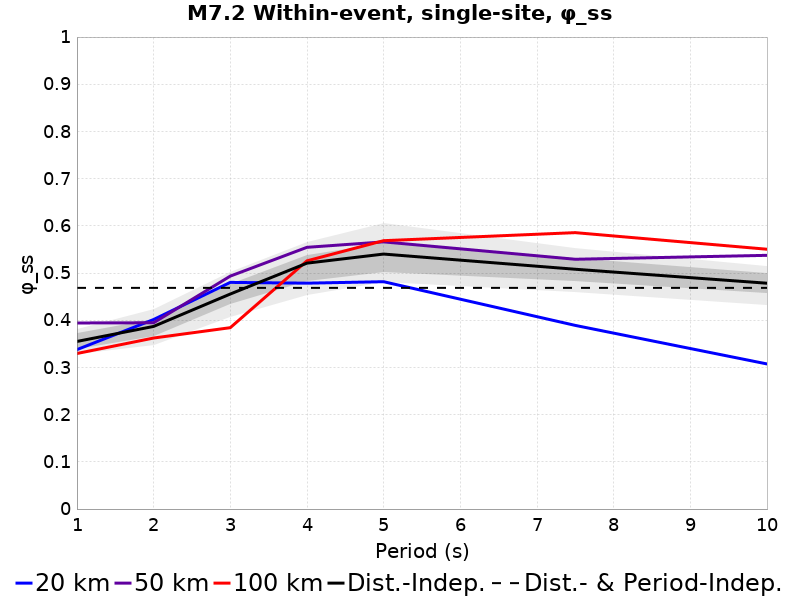 M7.2 Within-event, single-site, φ_ss
φ_ss
1
0.9
0.8
0.7
0.6
0.5
0.4
0.3
0.2
0.1
0
1 2 3 4 5 6 7 8 9 10
Period (s)
20 km 50 km 100 km Dist.-Indep. Dist.- & Period-Indep.